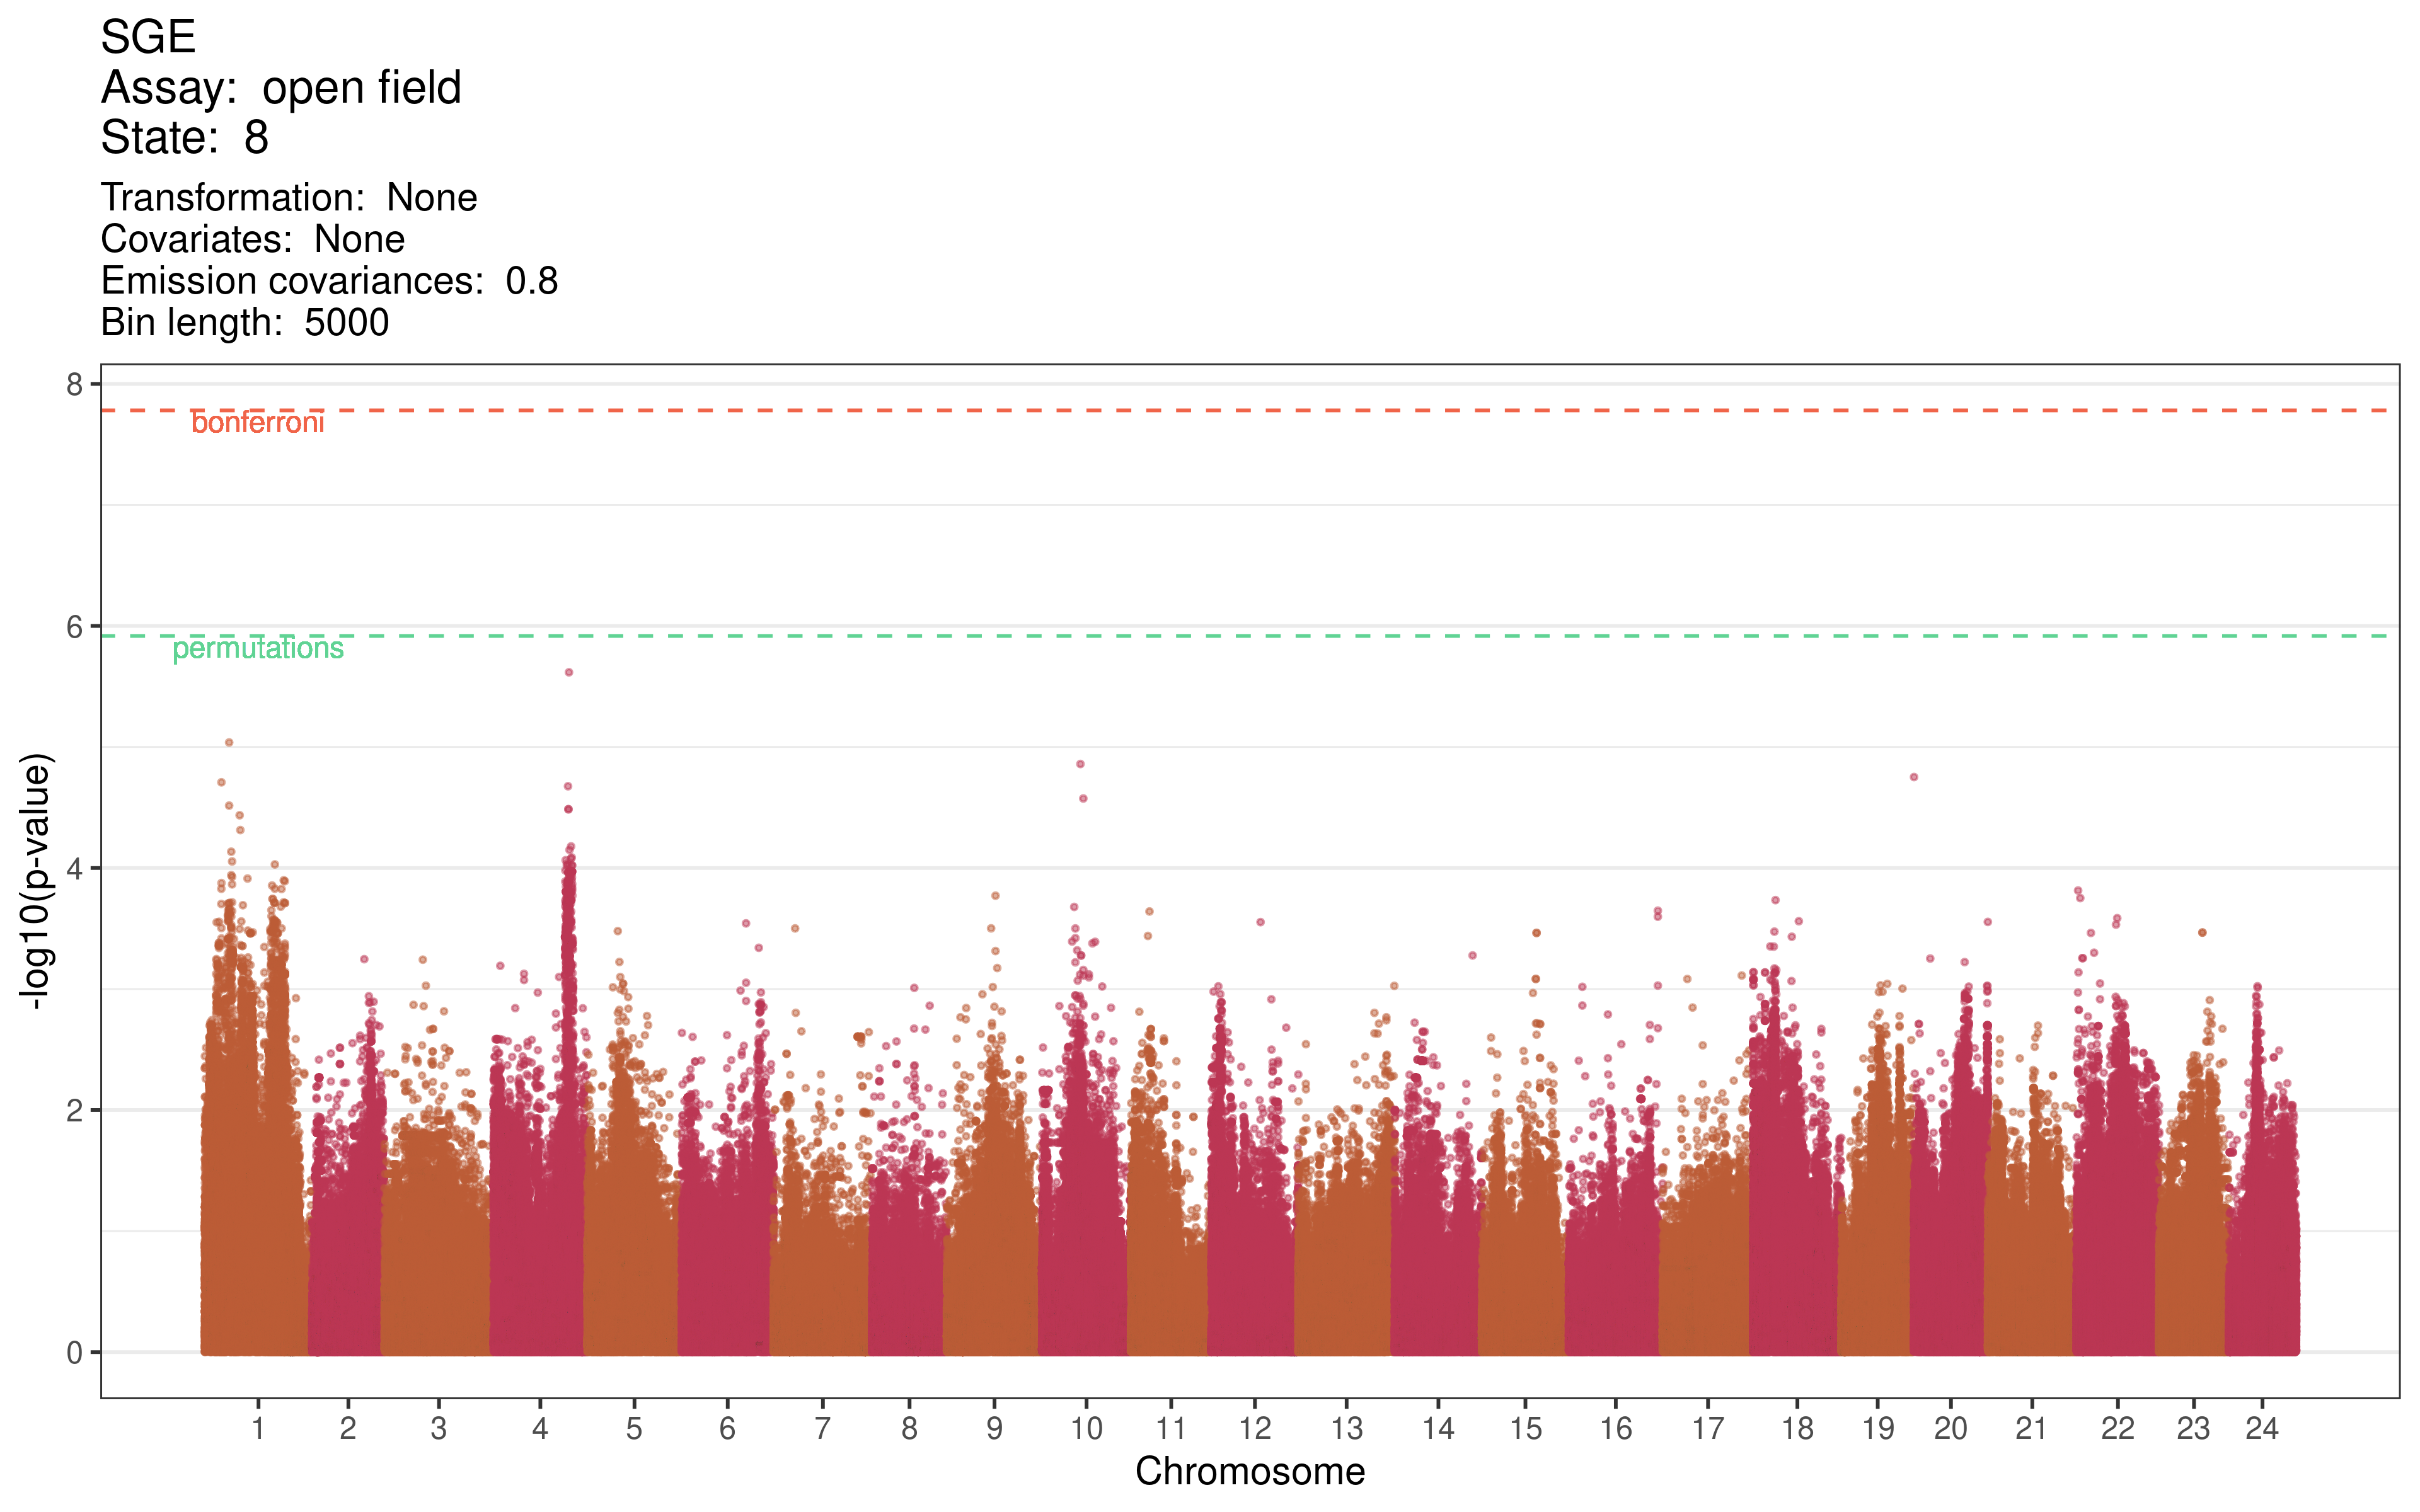 SGE
Assay: open field
State: 8
Transformation: None
Covariates: None
Emission covariances: 0.8
Bin length: 5000
8
bonferroni
6
permutations
4
2
0
-log10(p-value)
1 2 3 4 5 6 7 8 9 10 11 12 13 14 15 16 17 18 19 20 21 22 23 24
Chromosome